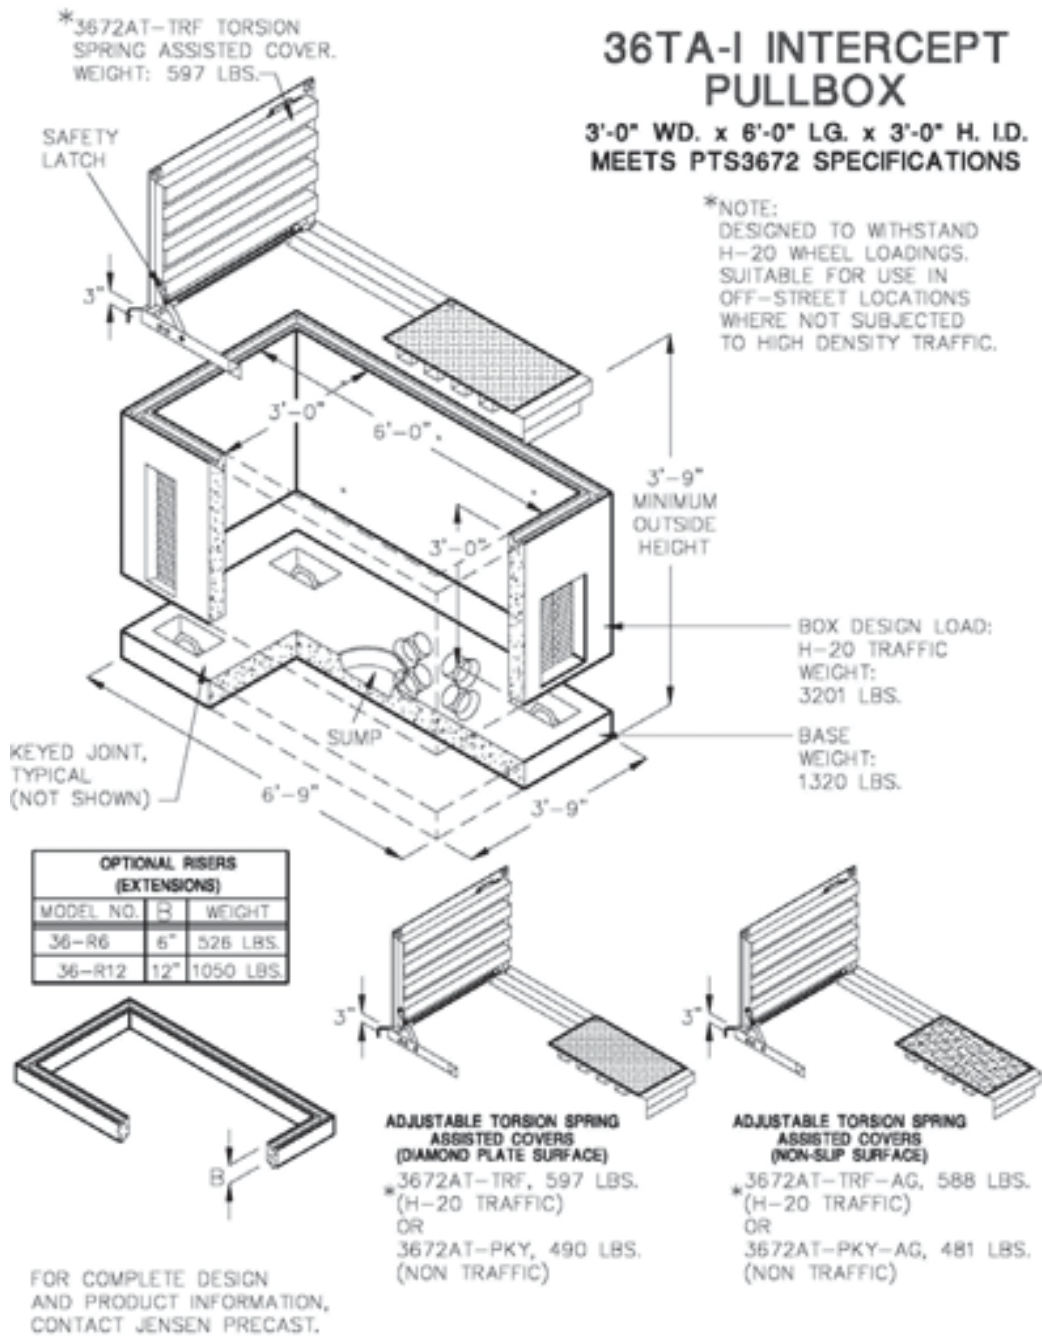 *3672AT-TRF TORSION
SPRING ASSISTED COVER.
WEIGHT: 597 LBS.
36TA-I INTERCEPT
PULLBOX
3'-0" WD. x 6'-0" LG. x 3'-0" H. I.D.
MEETS PTS3672 SPECIFICATIONS
SAFETY
LATCH
*NOTE:
DESIGNED TO WITHSTAND
H-20 WHEEL LOADINGS.
SUITABLE FOR USE IN
OFF-STREET LOCATIONS
WHERE NOT SUBJECTED
TO HIGH DENSITY TRAFFIC.
3"
3'-0"
6'-0"
3'-9"
MINIMUM
OUTSIDE
HEIGHT
3'-0"
BOX DESIGN LOAD:
H-20 TRAFFIC
WEIGHT:
3201 LBS.
SUMP
BASE
WEIGHT:
1320 LBS.
KEYED JOINT,
TYPICAL
(NOT SHOWN)
6'-9"
3'-9"
OPTIONAL RISERS
(EXTENSIONS)
MODEL NO. B WEIGHT
36-R6 6" 526 LBS.
36-R12 12" 1050 LBS.
B
3"
ADJUSTABLE TORSION SPRING
ASSISTED COVERS
(DIAMOND PLATE SURFACE)
*3672AT-TRF, 597 LBS.
(H-20 TRAFFIC)
OR
3672AT-PKY, 490 LBS.
(NON TRAFFIC)
3"
ADJUSTABLE TORSION SPRING
ASSISTED COVERS
(NON-SLIP SURFACE)
*3672AT-TRF-AG, 588 LBS.
(H-20 TRAFFIC)
OR
3672AT-PKY-AG, 481 LBS.
(NON TRAFFIC)
FOR COMPLETE DESIGN
AND PRODUCT INFORMATION,
CONTACT JENSEN PRECAST.